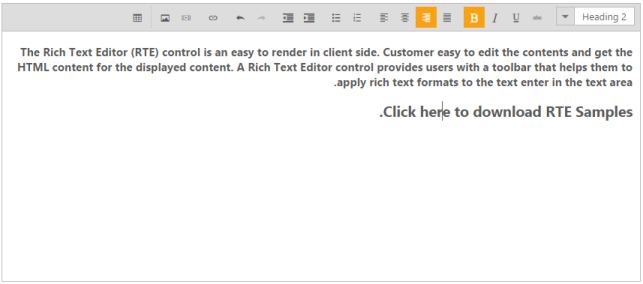 Heading 2
The Rich Text Editor (RTE) control is an easy to render in client side. Customer easy to edit the contents and get the
HTML content for the displayed content. A Rich Text Editor control provides users with a toolbar that helps them to
.apply rich text formats to the text enter in the text area
.Click here to download RTE Samples